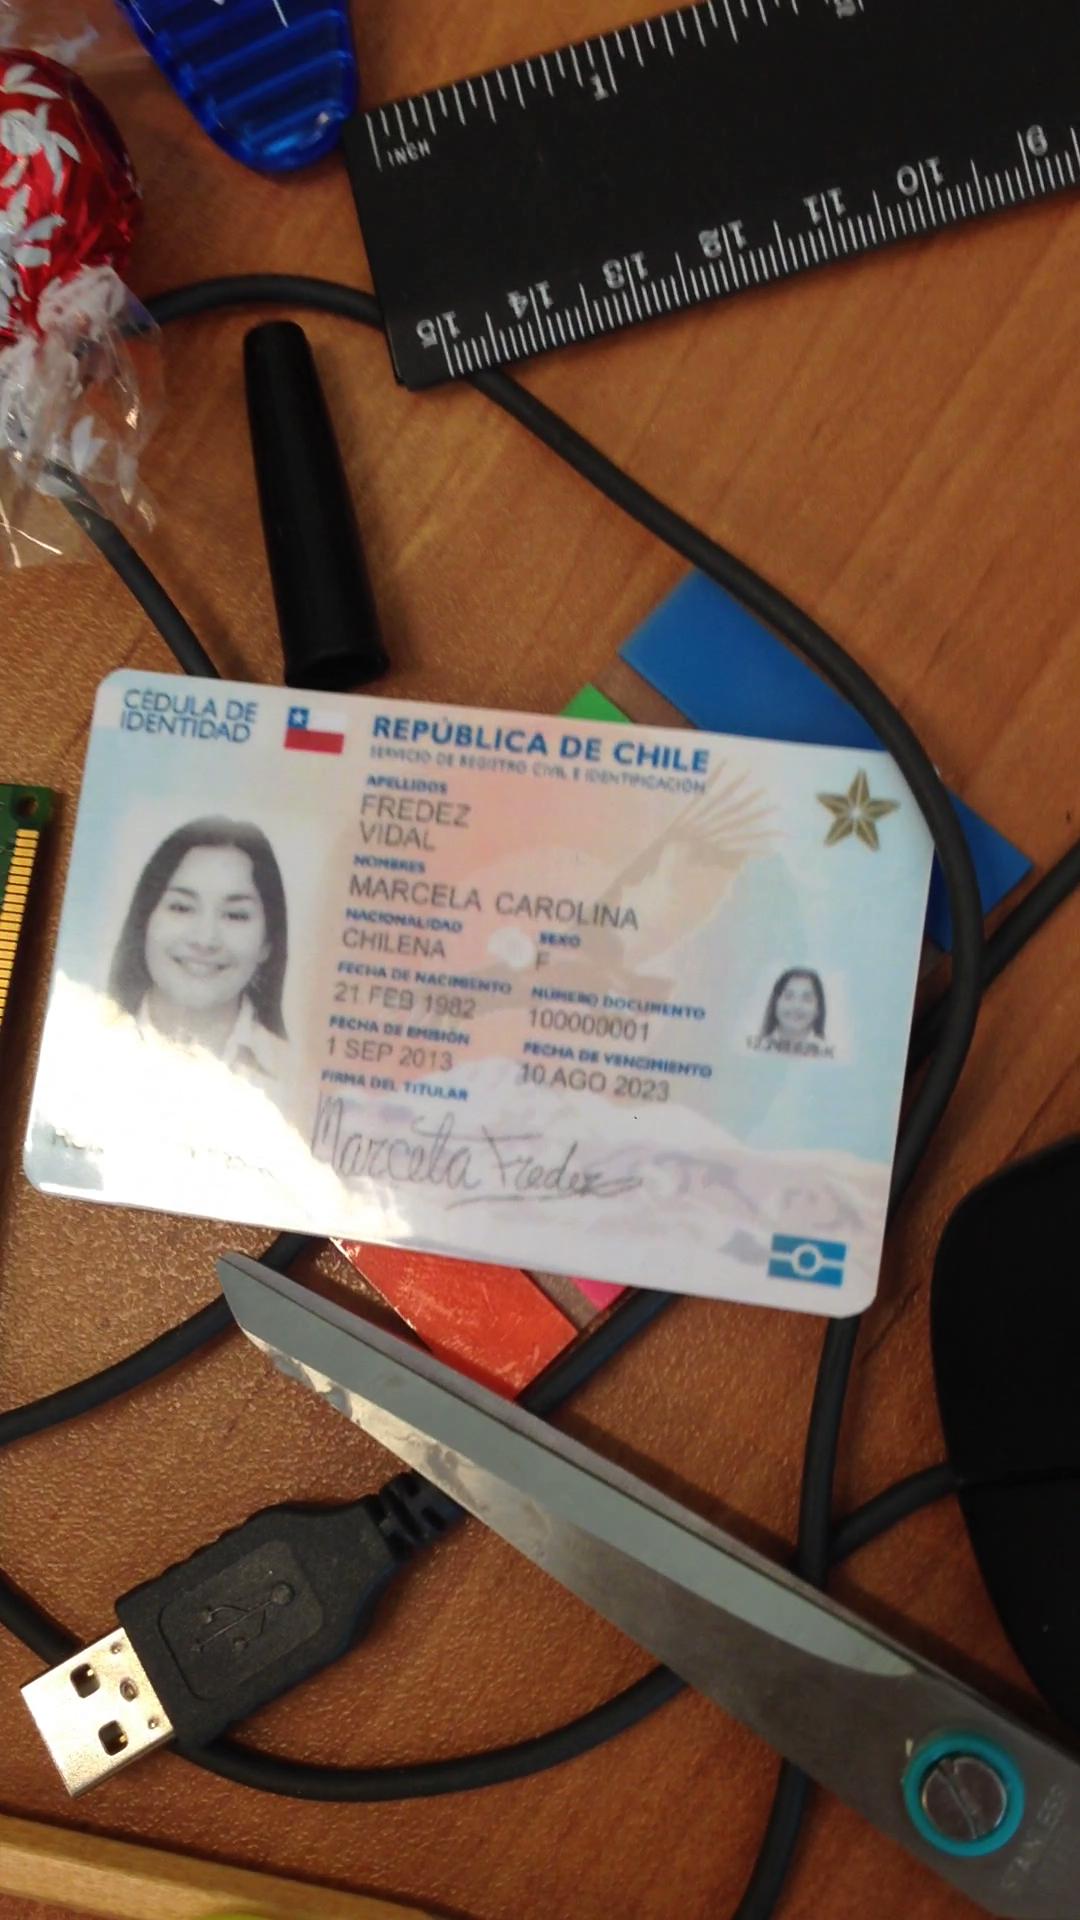 INCH
1
9
10
11
12
13
14
15
CÉDULA DE
IDENTIDAD
REPÚBLICA DE CHILE
SERVICIO DE REGISTRO CIVIL E IDENTIFICACIÓN
APELLIDOS
FREDEZ
VIDAL
NOMBRES
MARCELA CAROLINA
NACIONALIDAD SEXO
CHILENA F
FECHA DE NACIMIENTO NÚMERO DOCUMENTO
21 FEB 1982 100000001
FECHA DE EMISIÓN FECHA DE VENCIMIENTO
1 SEP 2013 10 AGO 2023
FIRMA DEL TITULAR
Marcela Fredez